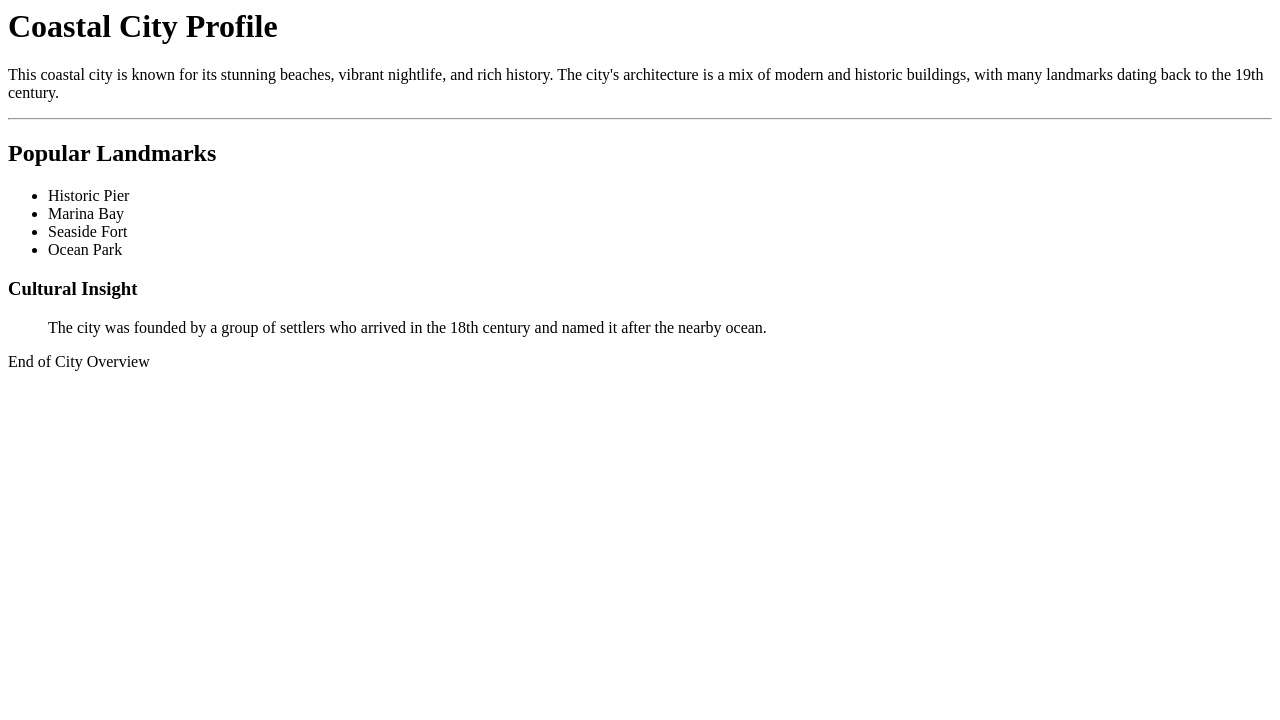 Coastal City Profile
This coastal city is known for its stunning beaches, vibrant nightlife, and rich history. The city's architecture is a mix of modern and historic buildings, with many landmarks dating back to the 19th
century.
Popular Landmarks
Historic Pier
Marina Bay
Seaside Fort
Ocean Park
Cultural Insight
The city was founded by a group of settlers who arrived in the 18th century and named it after the nearby ocean.
End of City Overview